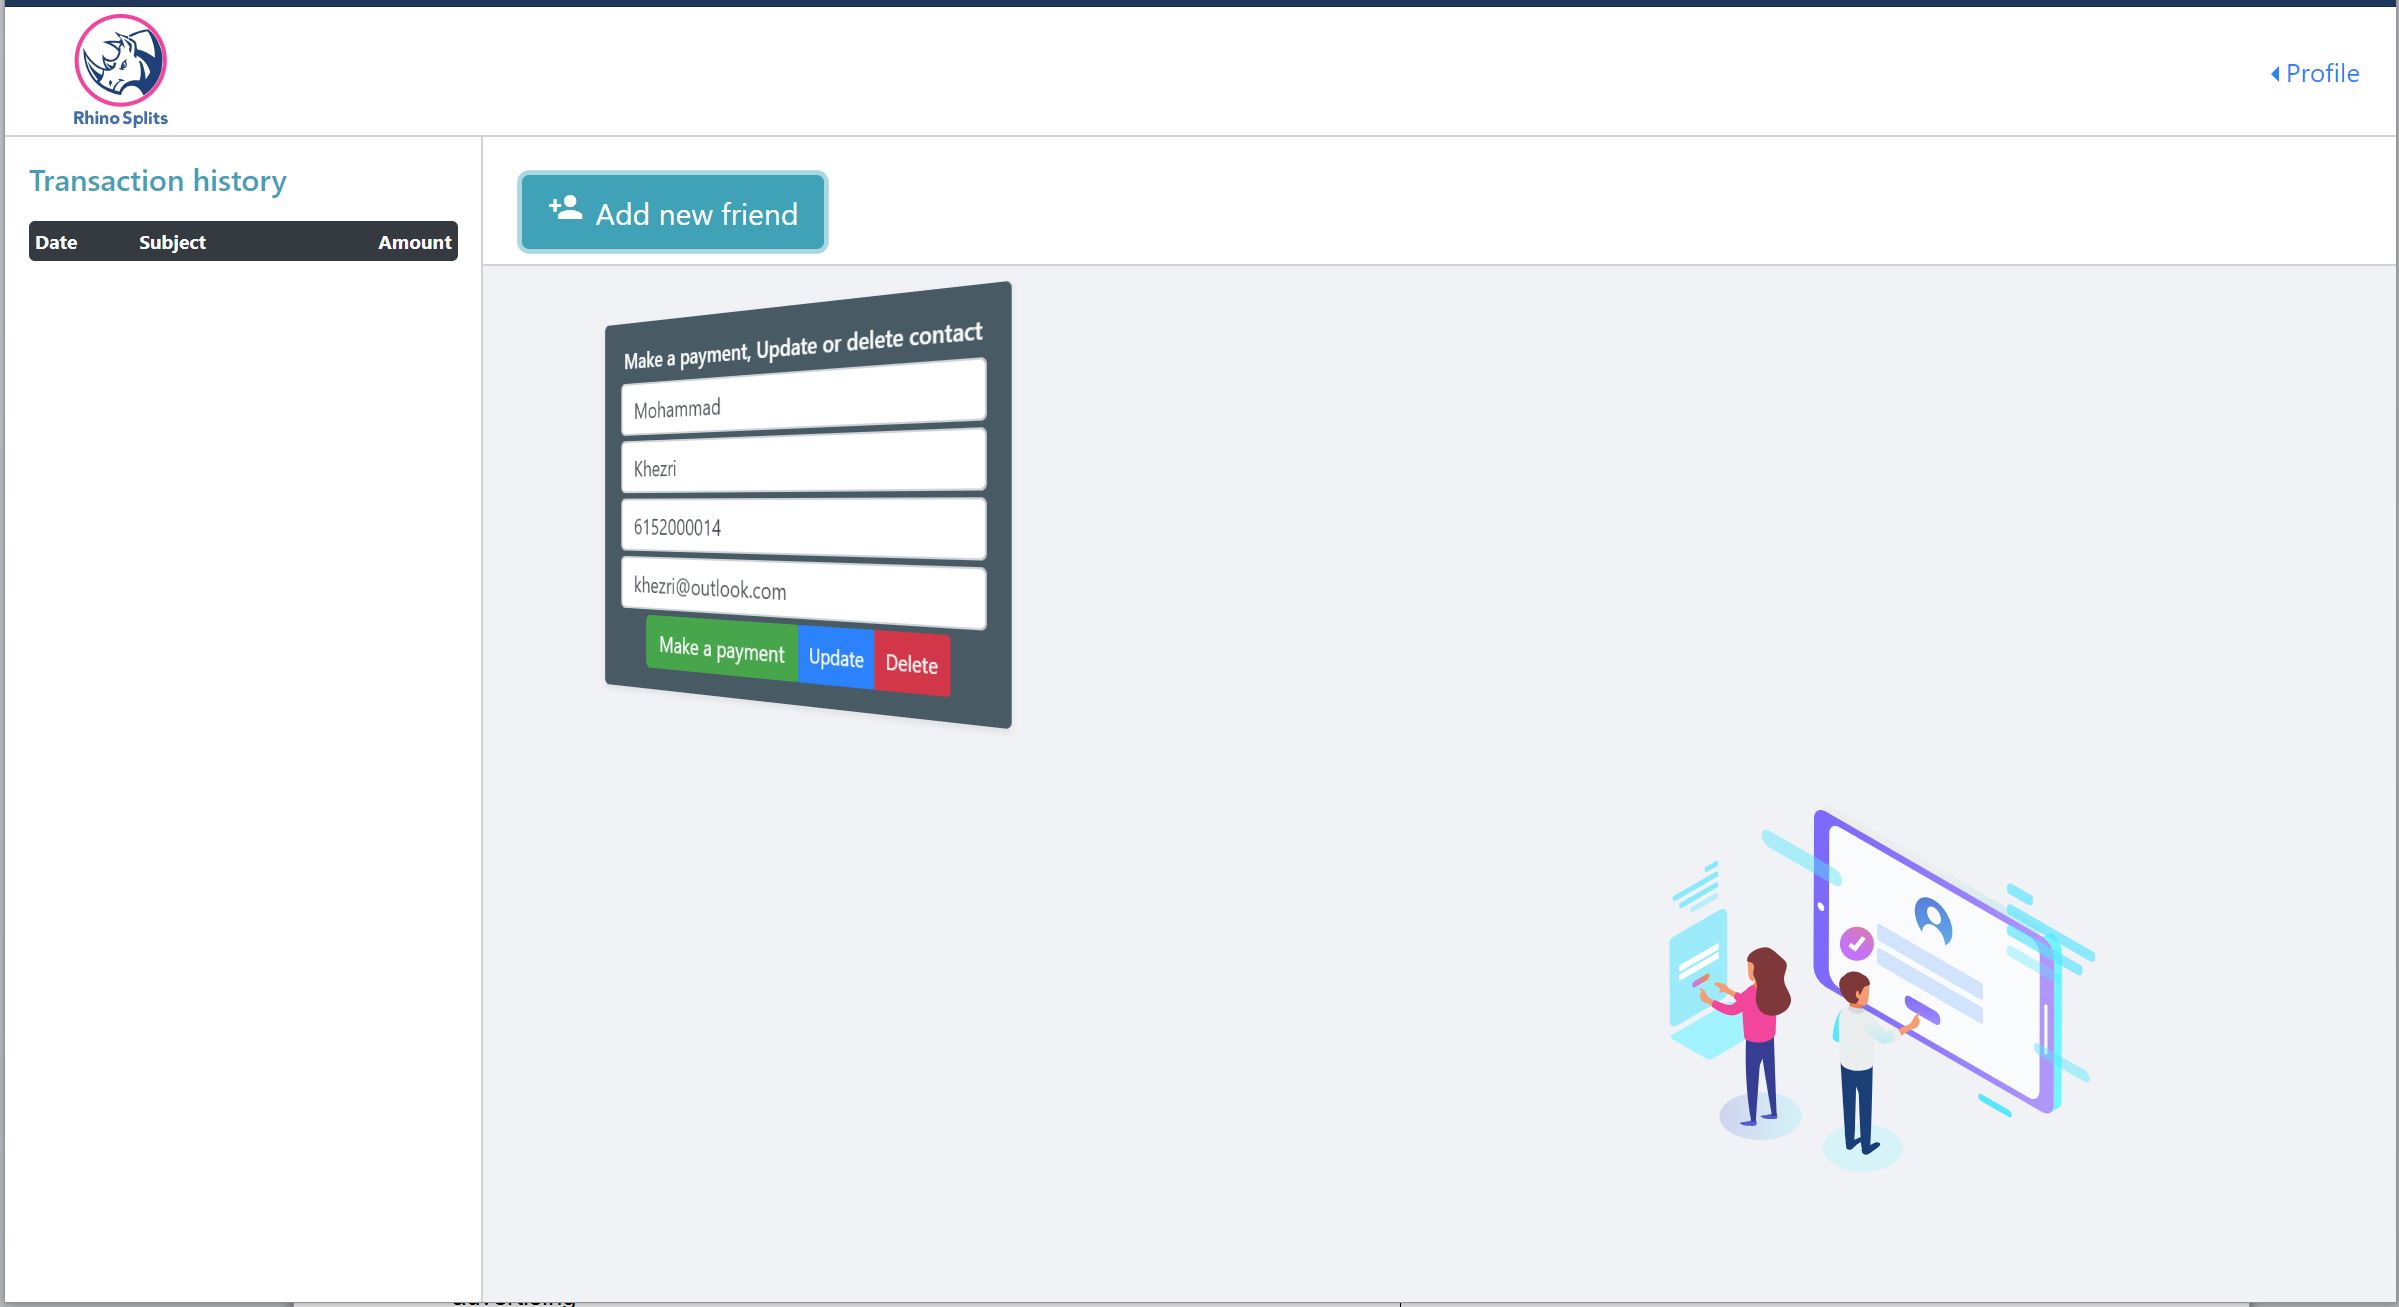 Rhino Splits
Profile
Transaction history
Date Subject Amount
Add new friend
Make a payment, Update or delete contact
Mohammad
Khezri
6152000014
khezri@outlook.com
Make a payment Update Delete